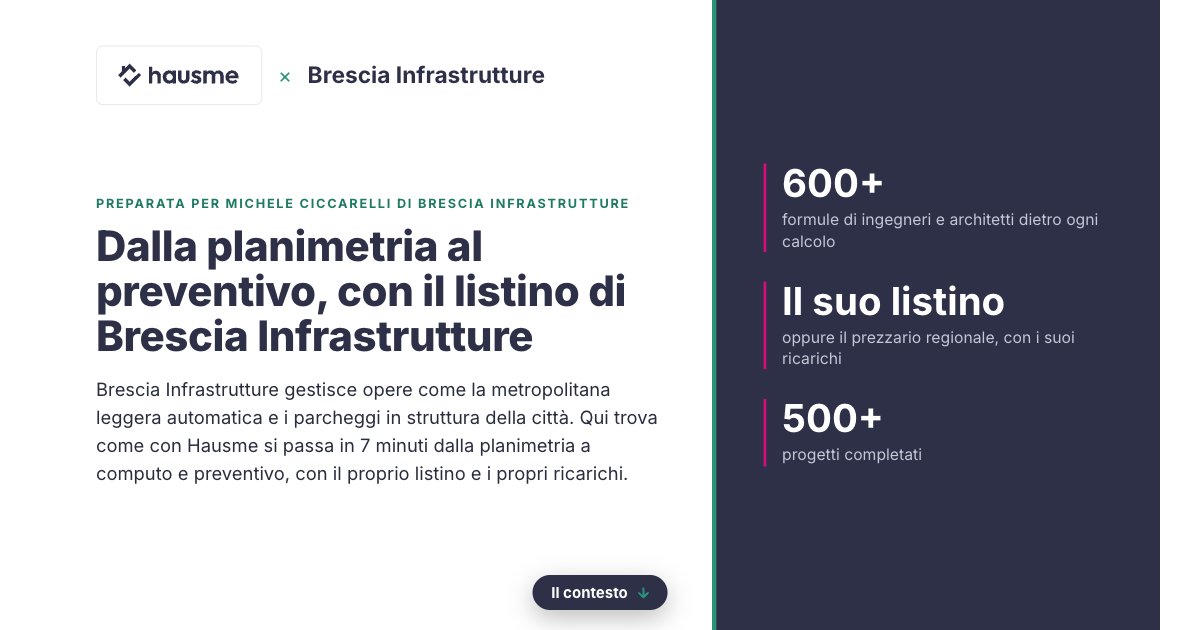 hausme × Brescia Infrastrutture
PREPARATA PER MICHELE CICCARELLI DI BRESCIA INFRASTRUTTURE
Dalla planimetria al
preventivo, con il listino di
Brescia Infrastrutture
Brescia Infrastrutture gestisce opere come la metropolitana
leggera automatica e i parcheggi in struttura della città. Qui trova
come con Hausme si passa in 7 minuti dalla planimetria a
computo e preventivo, con il proprio listino e i propri ricarichi.
Il contesto ↓
600+
formule di ingegneri e architetti dietro ogni
calcolo
Il suo listino
oppure il prezzario regionale, con i suoi
ricarichi
500+
progetti completati